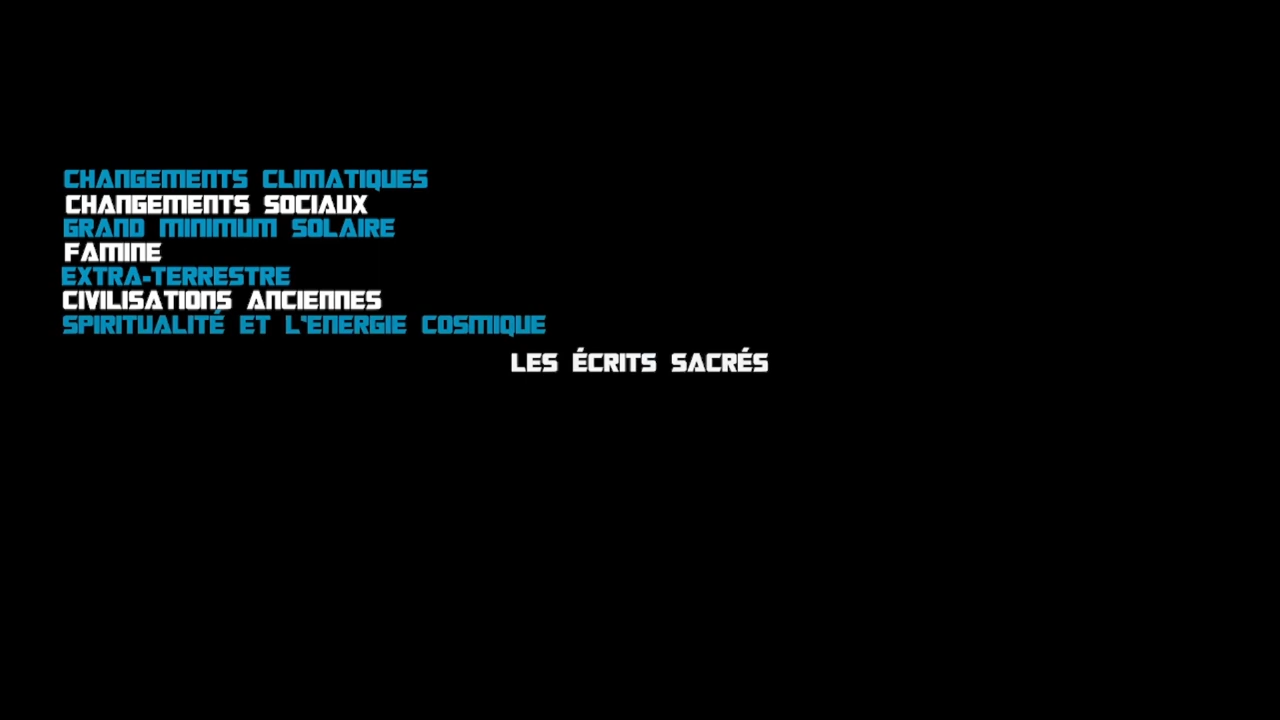 CHANGEMENTS CLIMATIQUES
CHANGEMENTS SOCIAUX
GRAND MINIMUM SOLAIRE
FAMINE
EXTRA-TERRESTRE
CIVILISATIONS ANCIENNES
SPIRITUALITÉ ET L'ENERGIE COSMIQUE
LES ÉCRITS SACRÉS